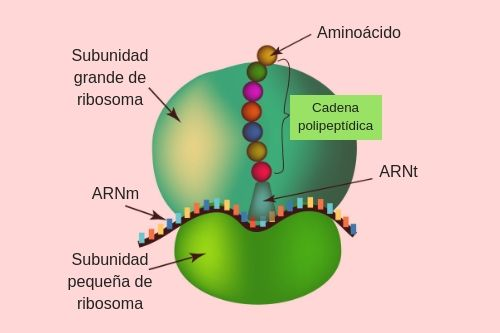 Aminoácido
Subunidad
grande de
ribosoma
Cadena
polipeptídica
ARNt
ARNm
Subunidad
pequeña de
ribosoma